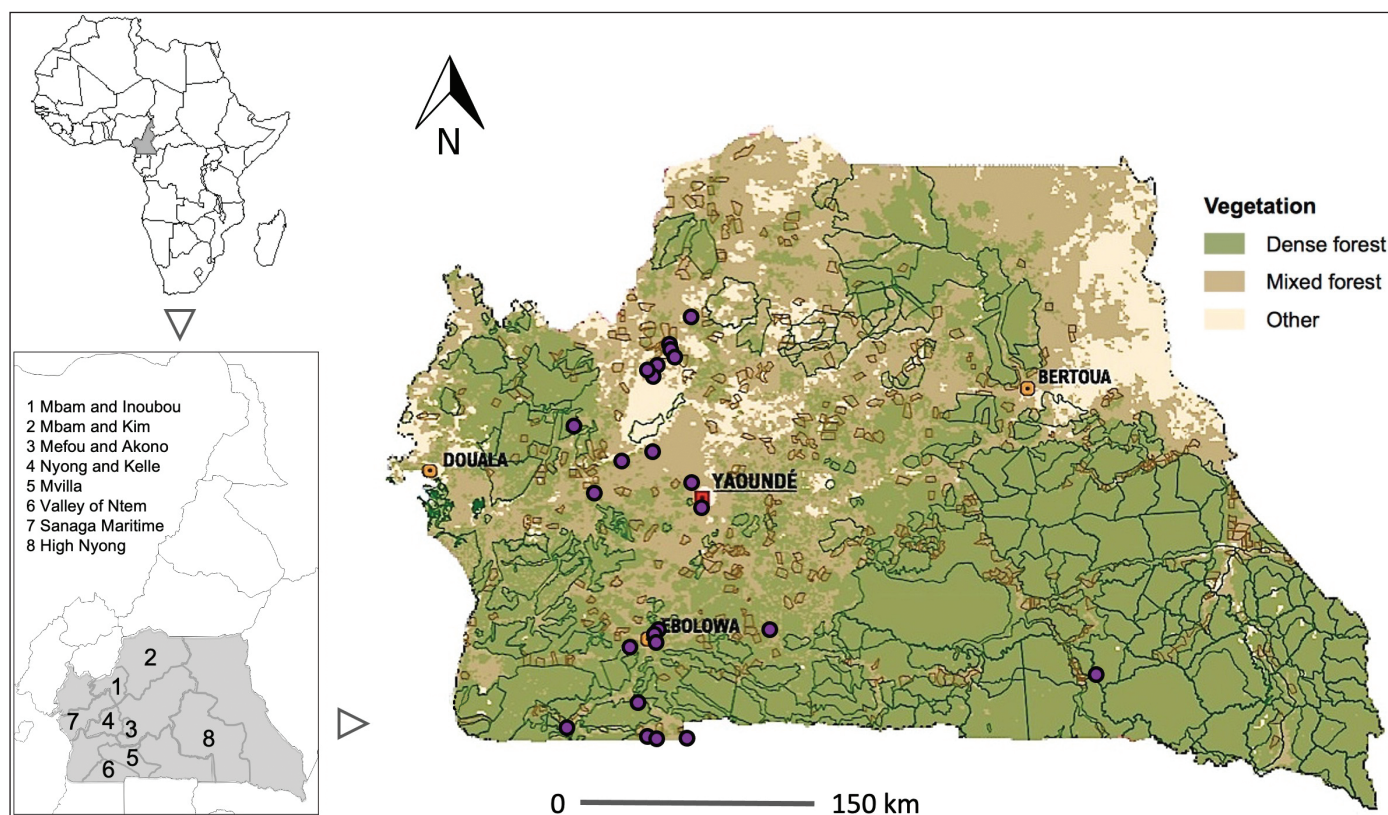 N
Vegetation
Dense forest
Mixed forest
Other
BERTOUA
DOUALA
YAOUNDÉ
EBOLOWA
1 Mbam and Inoubou
2 Mbam and Kim
3 Mefou and Akono
4 Nyong and Kelle
5 Mvilla
6 Valley of Ntem
7 Sanaga Maritime
8 High Nyong
2
1
7
4
3
8
5
6
0
150 km